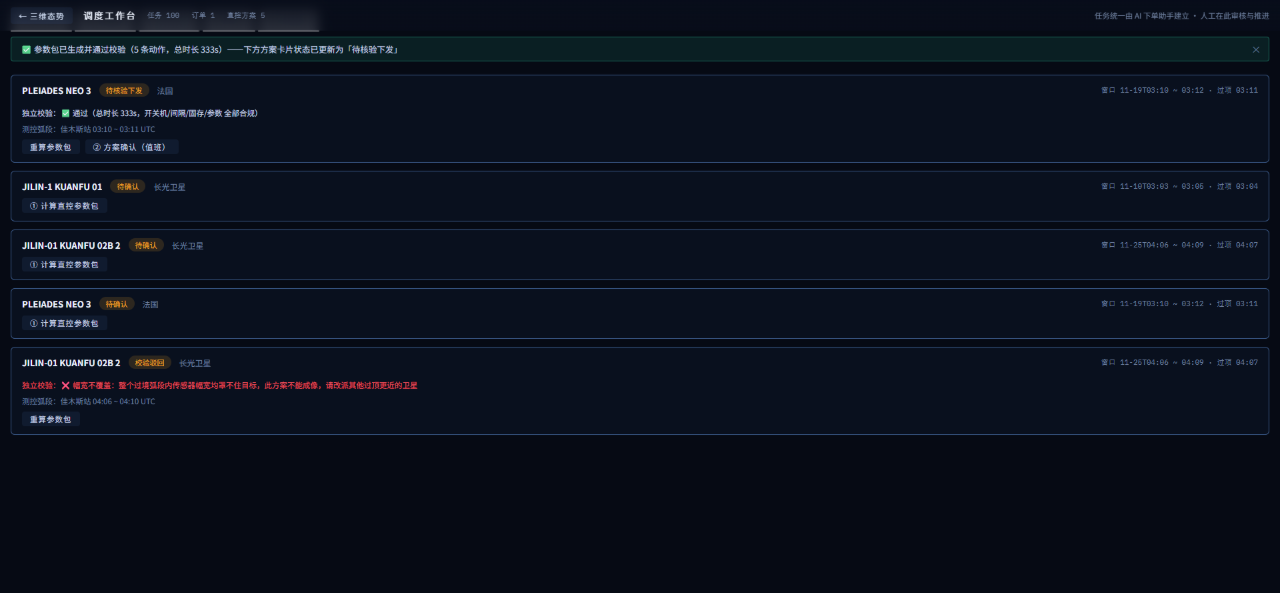 ← 三维态势 调度工作台 任务 100 订单 1 直控方案 5 任务统一由 AI 下单助手建立 · 人工在此审核与推进
✅ 参数包已生成并通过校验（5 条动作，总时长 333s）——下方方案卡片状态已更新为「待核验下发」 ×
PLEIADES NEO 3 待核验下发 法国 窗口 11-19T03:10 ~ 03:12 · 过顶 03:11
独立校验：✅ 通过（总时长 333s，开关机/间隔/固存/参数 全部合规）
测控弧段：佳木斯站 03:10 – 03:11 UTC
重算参数包 ② 方案确认（值班）
JILIN-1 KUANFU 01 待确认 长光卫星 窗口 11-10T03:03 ~ 03:05 · 过顶 03:04
① 计算直控参数包
JILIN-01 KUANFU 02B 2 待确认 长光卫星 窗口 11-25T04:06 ~ 04:09 · 过顶 04:07
① 计算直控参数包
PLEIADES NEO 3 待确认 法国 窗口 11-19T03:10 ~ 03:12 · 过顶 03:11
① 计算直控参数包
JILIN-01 KUANFU 02B 2 校验驳回 长光卫星 窗口 11-25T04:06 ~ 04:09 · 过顶 04:07
独立校验：❌ 幅宽不覆盖：整个过境弧段内传感器幅宽均罩不住目标，此方案不能成像，请改派其他过顶更近的卫星
测控弧段：佳木斯站 04:06 – 04:10 UTC
重算参数包